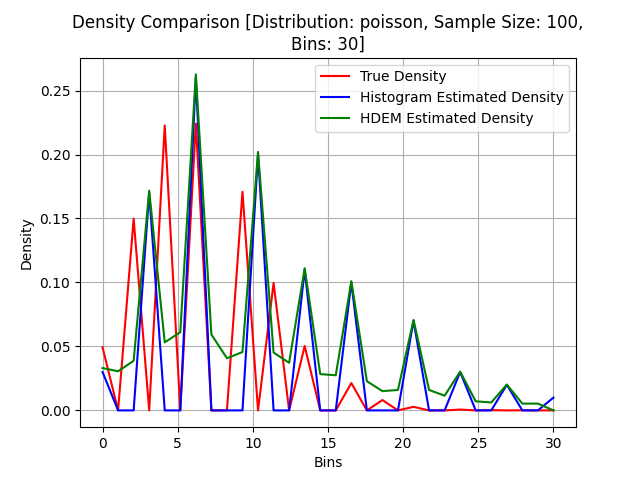 Density Comparison [Distribution: poisson, Sample Size: 100,
Bins: 30]
True Density
Histogram Estimated Density
HDEM Estimated Density
Density
0.25
0.20
0.15
0.10
0.05
0.00
0 5 10 15 20 25 30
Bins